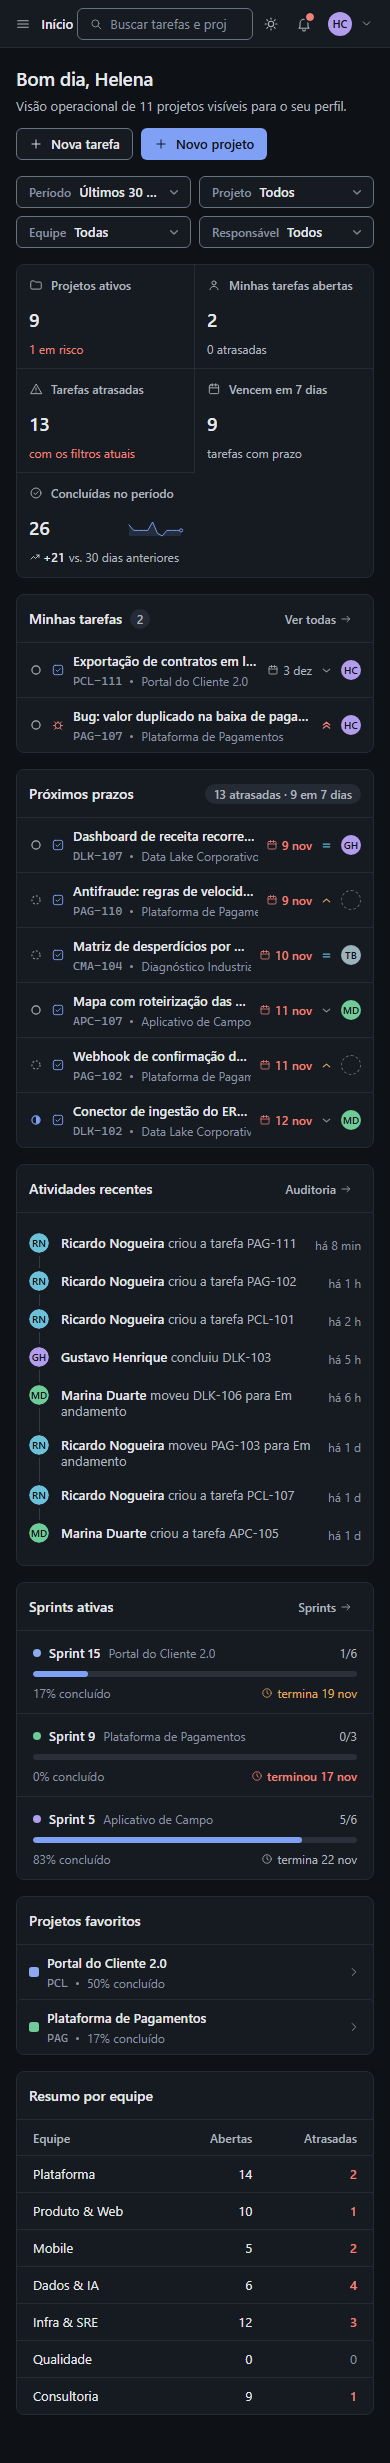 Início
Buscar tarefas e proj
HC
Bom dia, Helena
Visão operacional de 11 projetos visíveis para o seu perfil.
+ Nova tarefa
+ Novo projeto
Período Últimos 30 ...
Projeto Todos
Equipe Todas
Responsável Todos
Projetos ativos
9
1 em risco
Minhas tarefas abertas
2
0 atrasadas
Tarefas atrasadas
13
com os filtros atuais
Vencem em 7 dias
9
tarefas com prazo
Concluídas no período
26
+21 vs. 30 dias anteriores
Minhas tarefas 2
Ver todas →
Exportação de contratos em l...
PCL-111 • Portal do Cliente 2.0
3 dez
HC
Bug: valor duplicado na baixa de paga...
PAG-107 • Plataforma de Pagamentos
HC
Próximos prazos
13 atrasadas · 9 em 7 dias
Dashboard de receita recorre...
DLK-107 • Data Lake Corporativo
9 nov
GH
Antifraude: regras de velocid...
PAG-110 • Plataforma de Pagame
9 nov
Matriz de desperdícios por ...
CMA-104 • Diagnóstico Industria
10 nov
TB
Mapa com roteirização das ...
APC-107 • Aplicativo de Campo
11 nov
MD
Webhook de confirmação d...
PAG-102 • Plataforma de Pagam
11 nov
Conector de ingestão do ER...
DLK-102 • Data Lake Corporativ
12 nov
MD
Atividades recentes
Auditoria →
RN Ricardo Nogueira criou a tarefa PAG-111 há 8 min
RN Ricardo Nogueira criou a tarefa PAG-102 há 1 h
RN Ricardo Nogueira criou a tarefa PCL-101 há 2 h
GH Gustavo Henrique concluiu DLK-103 há 5 h
MD Marina Duarte moveu DLK-106 para Em há 6 h
andamento
RN Ricardo Nogueira moveu PAG-103 para Em há 1 d
andamento
RN Ricardo Nogueira criou a tarefa PCL-107 há 1 d
MD Marina Duarte criou a tarefa APC-105 há 1 d
Sprints ativas
Sprints →
Sprint 15 Portal do Cliente 2.0 1/6
17% concluído termina 19 nov
Sprint 9 Plataforma de Pagamentos 0/3
0% concluído terminou 17 nov
Sprint 5 Aplicativo de Campo 5/6
83% concluído termina 22 nov
Projetos favoritos
Portal do Cliente 2.0
PCL • 50% concluído
Plataforma de Pagamentos
PAG • 17% concluído
Resumo por equipe
Equipe Abertas Atrasadas
Plataforma 14 2
Produto & Web 10 1
Mobile 5 2
Dados & IA 6 4
Infra & SRE 12 3
Qualidade 0 0
Consultoria 9 1